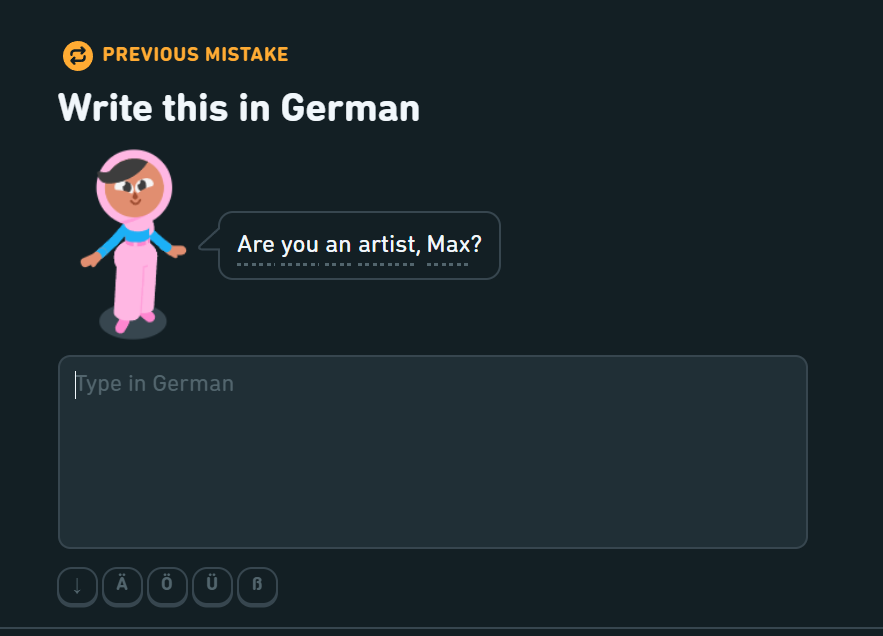 PREVIOUS MISTAKE
Write this in German
Are you an artist, Max?
Type in German
↓ Ä Ö Ü ß